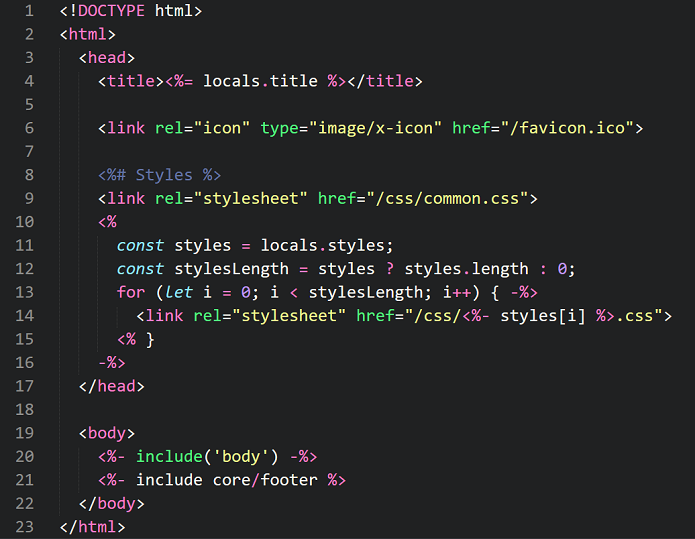 1 <!DOCTYPE html>
2 <html>
3   <head>
4     <title><%= locals.title %></title>
5
6     <link rel="icon" type="image/x-icon" href="/favicon.ico">
7
8     <%# Styles %>
9     <link rel="stylesheet" href="/css/common.css">
10     <%
11       const styles = locals.styles;
12       const stylesLength = styles ? styles.length : 0;
13       for (let i = 0; i < stylesLength; i++) { -%>
14         <link rel="stylesheet" href="/css/<%- styles[i] %>.css">
15       <% }
16     -%>
17   </head>
18
19   <body>
20     <%- include('body') -%>
21     <%- include core/footer %>
22   </body>
23 </html>